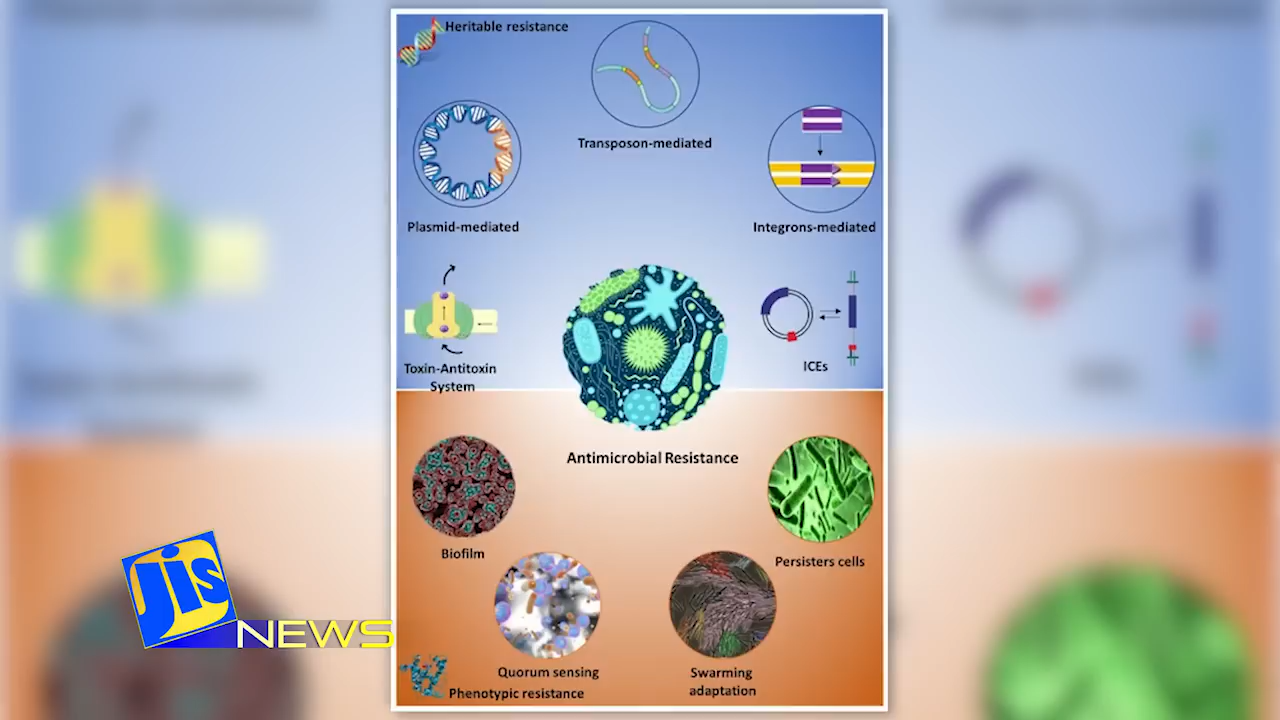 Heritable resistance
Transposon-mediated
Plasmid-mediated
Integrons-mediated
Toxin-Antitoxin
System
ICEs
Antimicrobial Resistance
Biofilm
Persisters cells
Quorum sensing
Swarming
adaptation
Phenotypic resistance
jis
NEWS